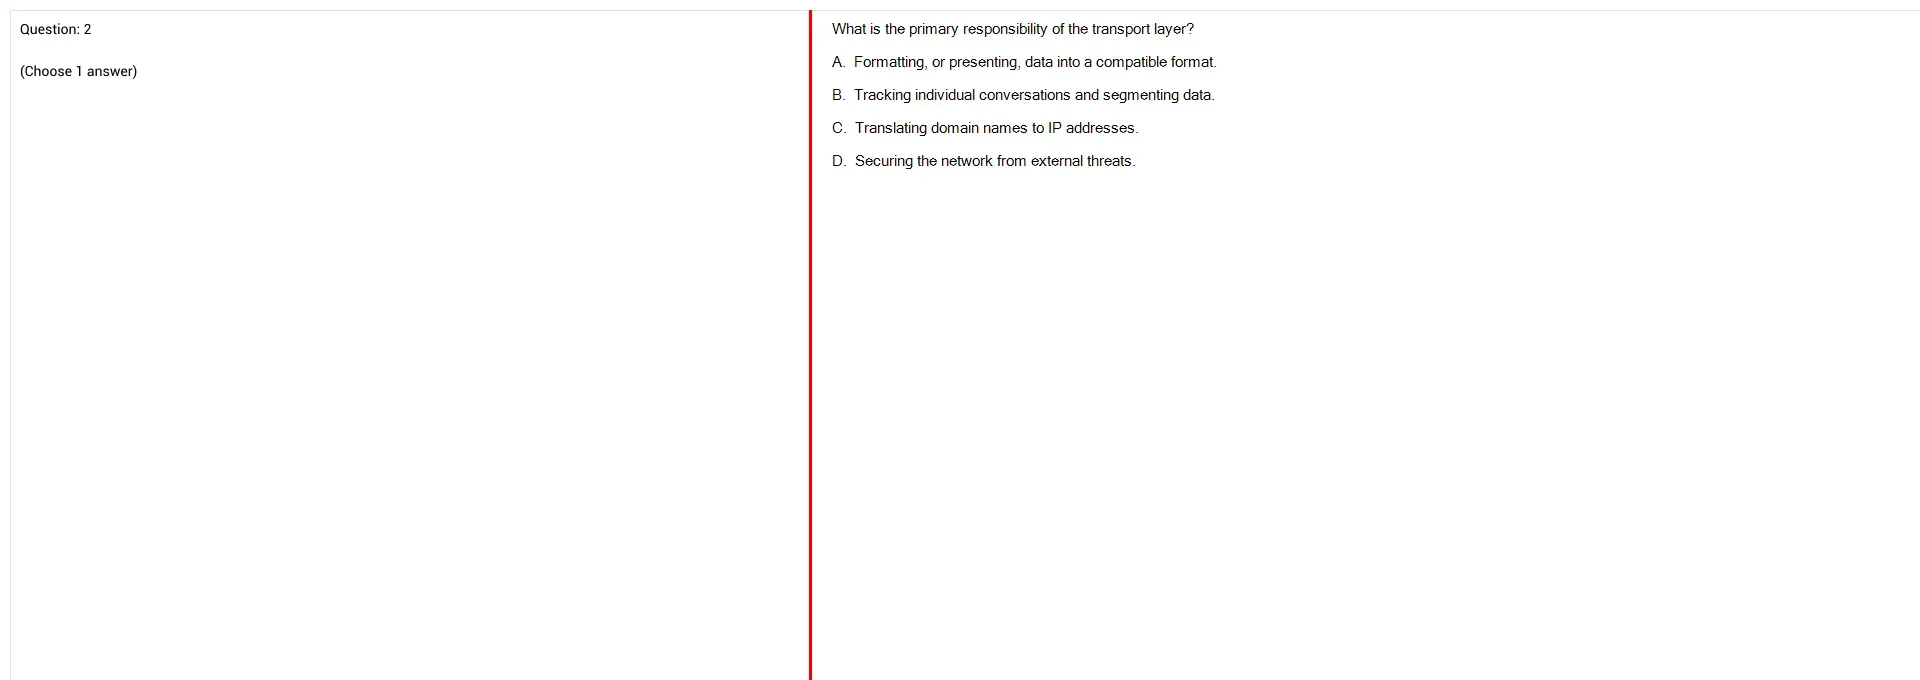 Question: 2
(Choose 1 answer)
What is the primary responsibility of the transport layer?
A. Formatting, or presenting, data into a compatible format.
B. Tracking individual conversations and segmenting data.
C. Translating domain names to IP addresses.
D. Securing the network from external threats.